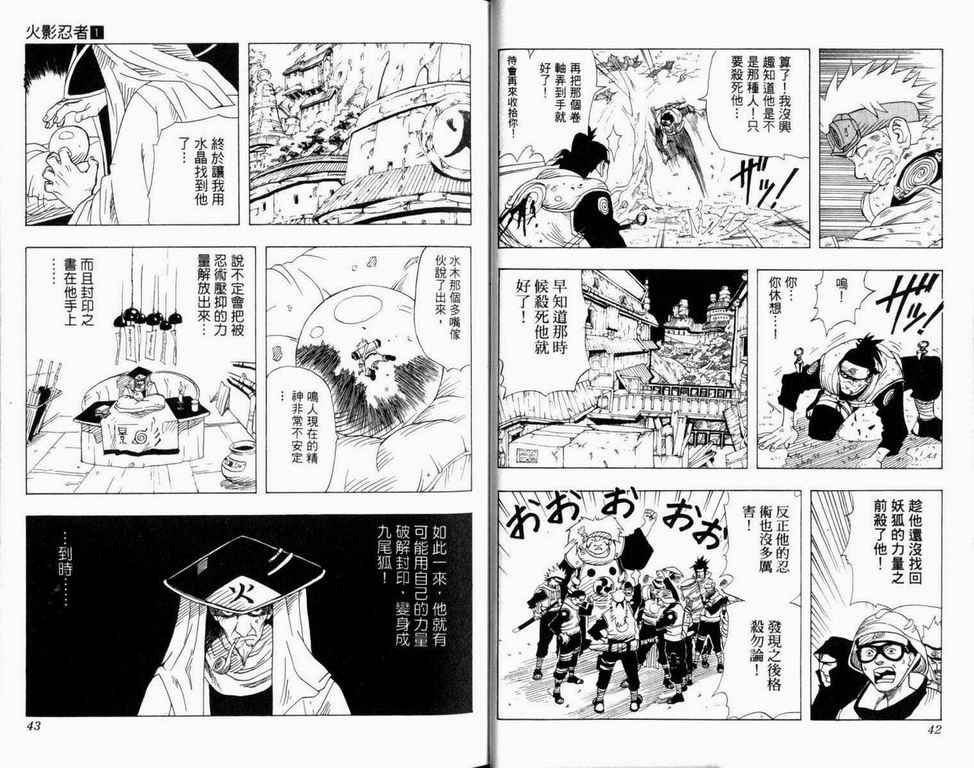 火影忍者1
算了！我沒興
趣知道他是不
是那種人！只
要殺死他…
再把那個卷
軸弄到手就
好了！
待會再來收拾你！
嗚！
你…
你休想…！
早知道那時
候殺死他就
好了！
趁他還沒找回
妖狐的力量之
前殺了他！
おおおおお
反正他的忍
術也沒多厲
害！
發現之後格
殺勿論！
42
火
終於讓我用
水晶找到他
了…
水木那個多嘴傢
伙說了出來，
鳴人現在的精
神非常不安定
…
說不定會把被
忍術壓抑的力
量解放出來…
而且封印之
書在他手上
……
如此一來，他就有
可能用自己的力量
破解封印、變身成
九尾狐！
……到時……
火
43